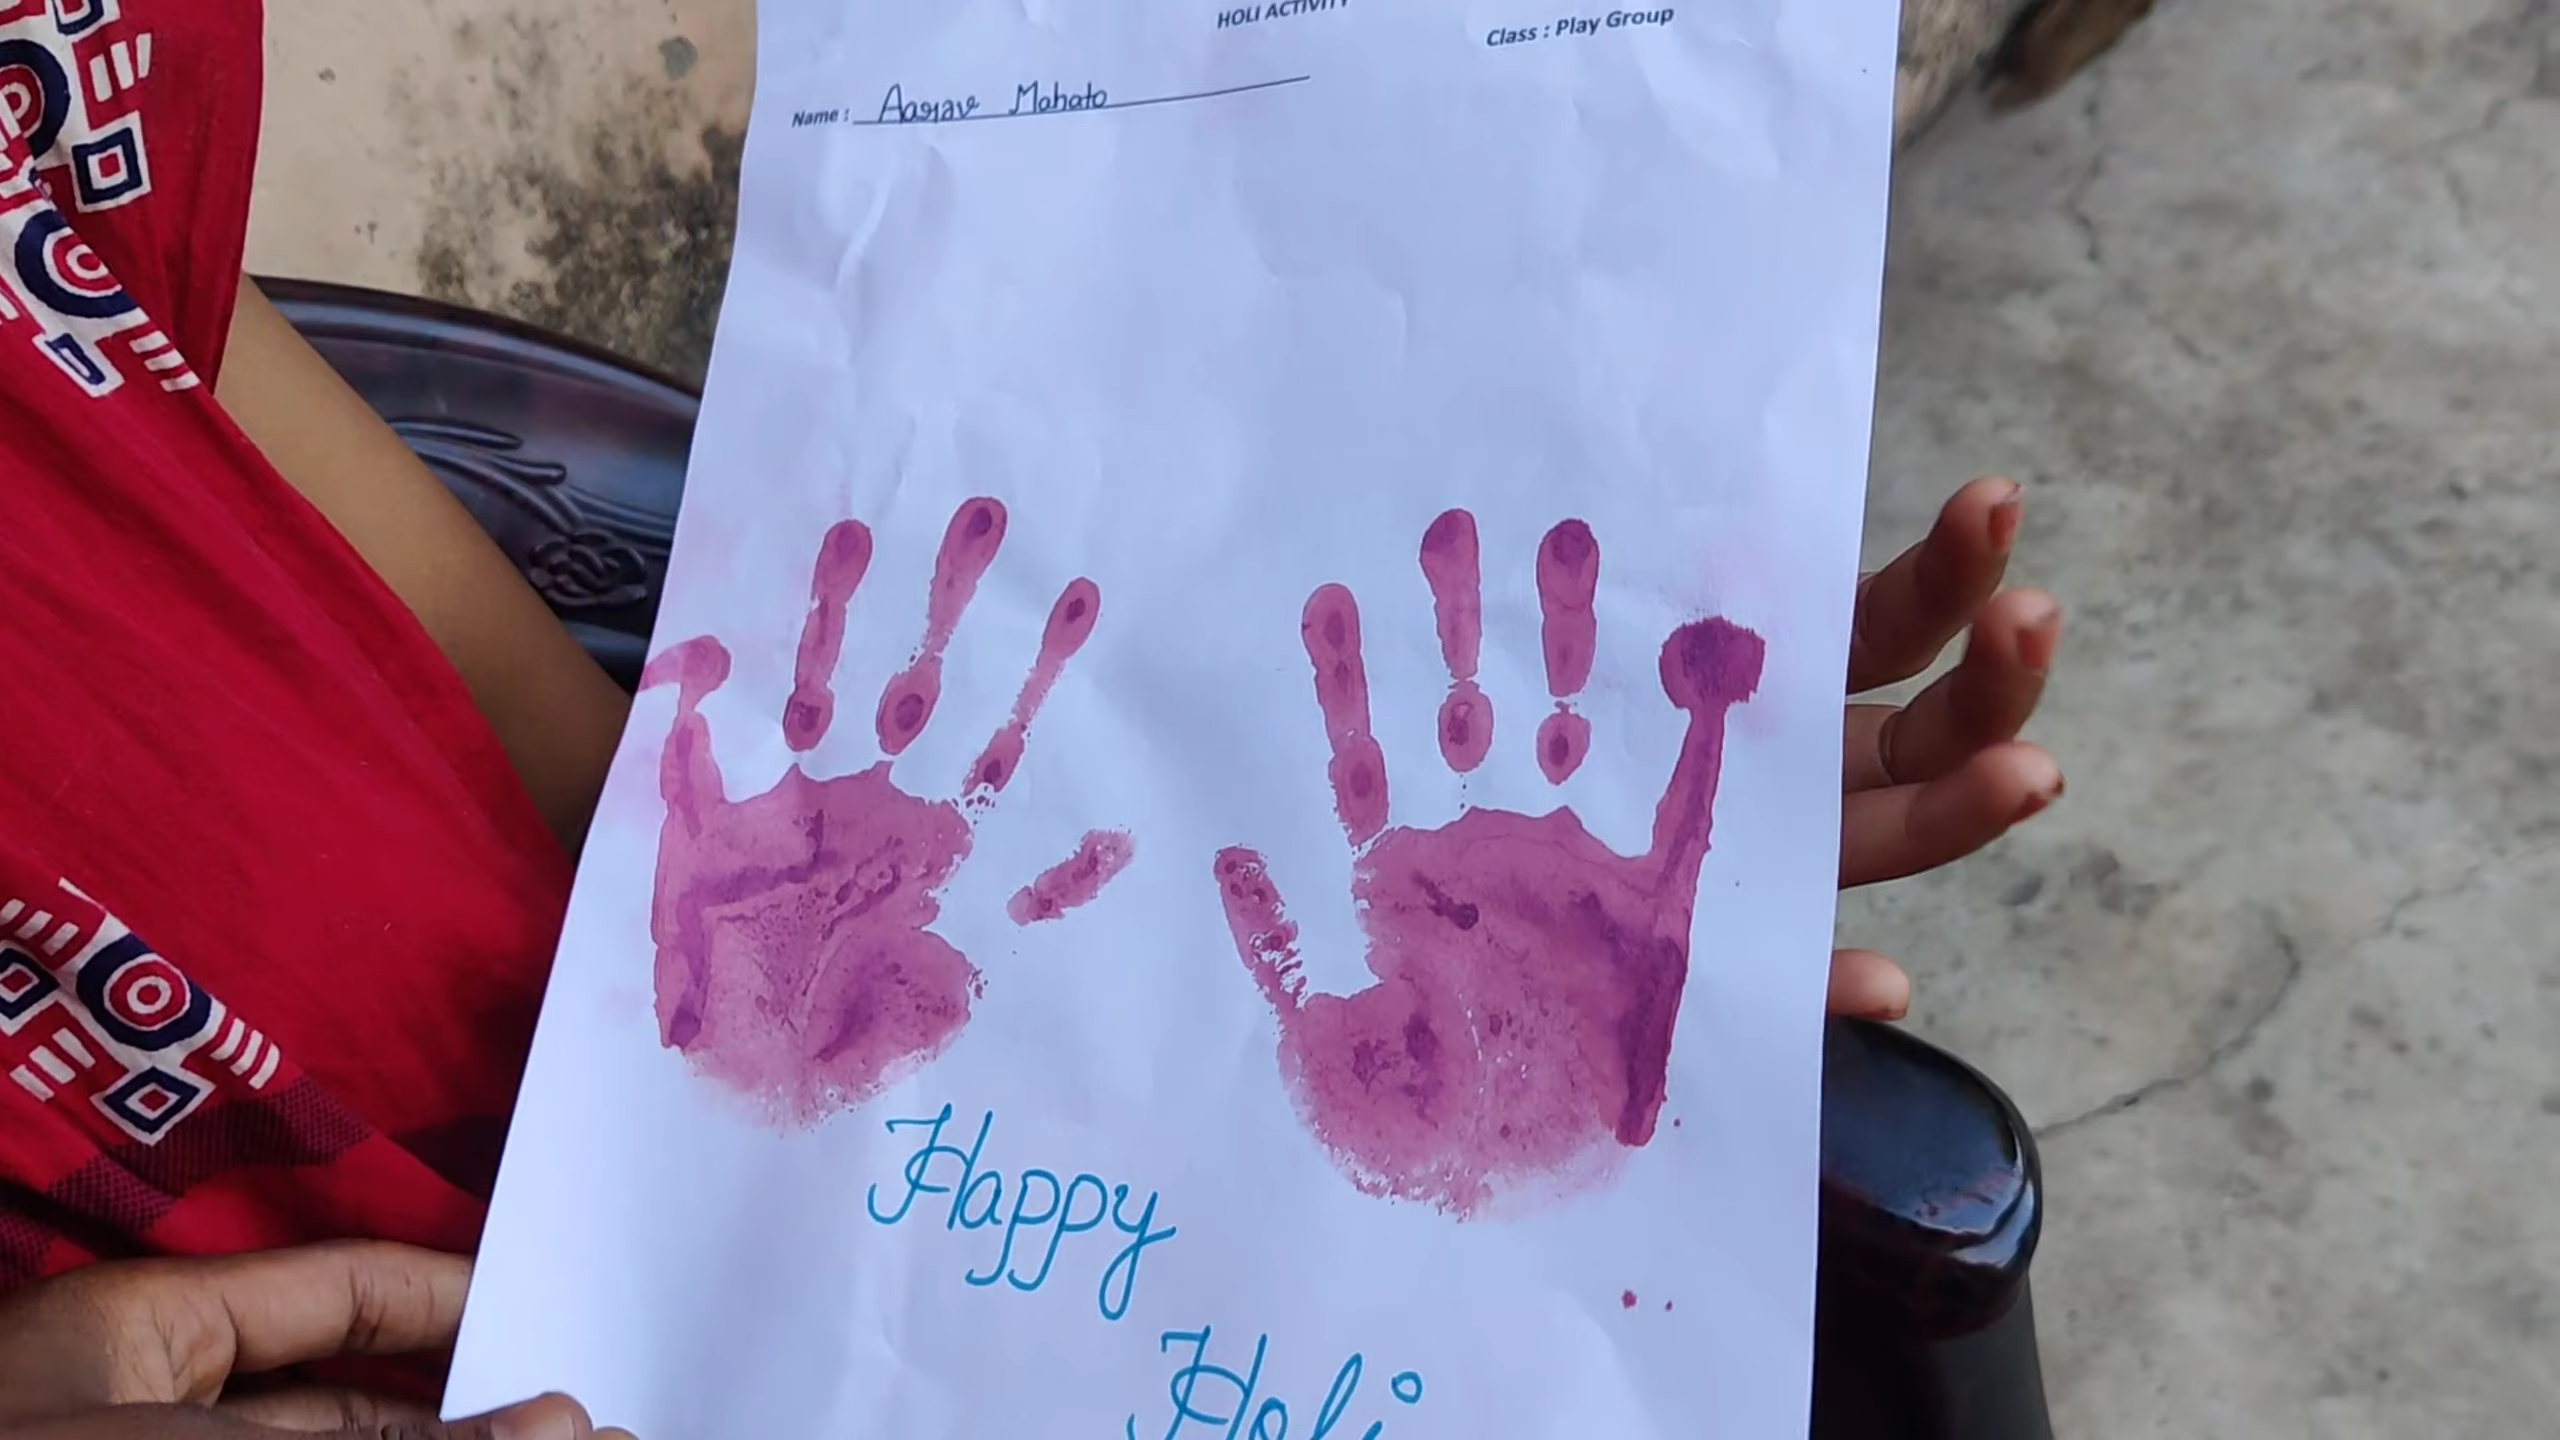 HOLI ACTIVITY
Class : Play Group
Name : Aarav Mahato
Happy
Holi